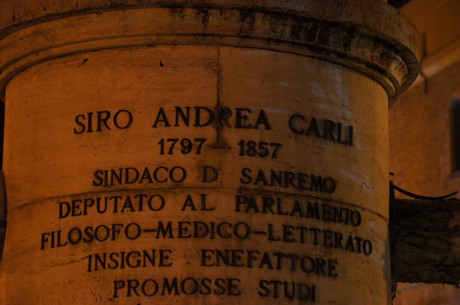 SIRO ANDREA CARLI
1797 1857
SINDACO D SANREMO
DEPUTATO AL PARLAMENTO
FILOSOFO-MEDICO-LETTERATO
INSIGNE ENEFATTORE
PROMOSSE STUDI